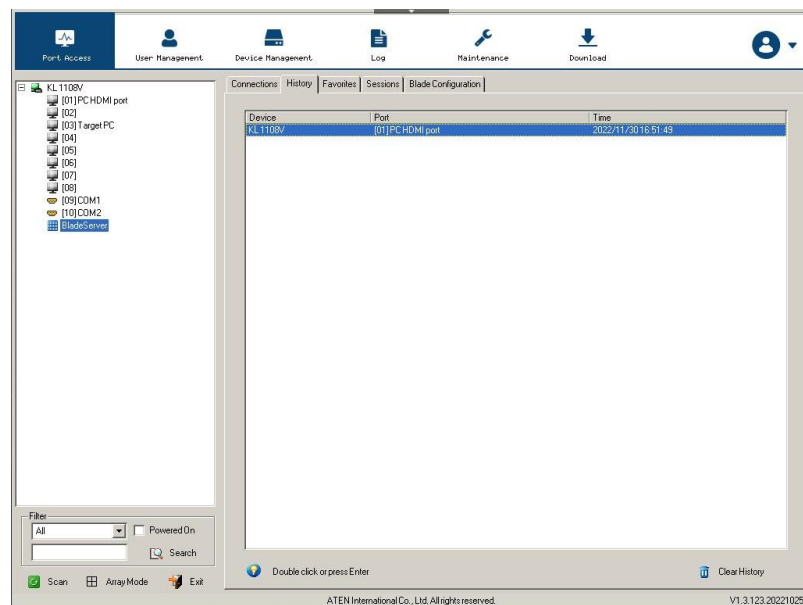 Port Access
User Management
Device Management
Log
Maintenance
Download
KL1108V
[01]PC HDMI port
[02]
[03]Target PC
[04]
[05]
[06]
[07]
[08]
[09]COM1
[10]COM2
BladeServer
Filter
All
Powered On
Search
Scan
Array Mode
Exit
Connections
History
Favorites
Sessions
Blade Configuration
Device
Port
Time
KL1108V
[01]PC HDMI port
2022/11/30 16:51:49
Double click or press Enter
Clear History
ATEN International Co., Ltd. All rights reserved.
V1.3.123.20221025